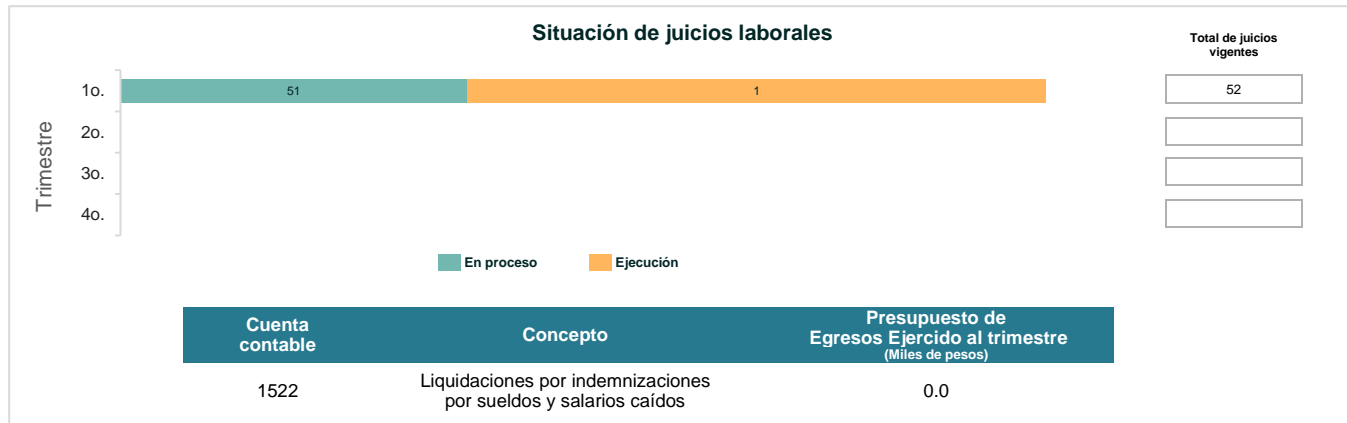 Situación de juicios laborales
Total de juicios
vigentes
Trimestre
1o.
51
1
52
2o.
3o.
4o.
En proceso
Ejecución
Cuenta
contable
Concepto
Presupuesto de
Egresos Ejercido al trimestre
(Miles de pesos)
1522
Liquidaciones por indemnizaciones
por sueldos y salarios caídos
0.0